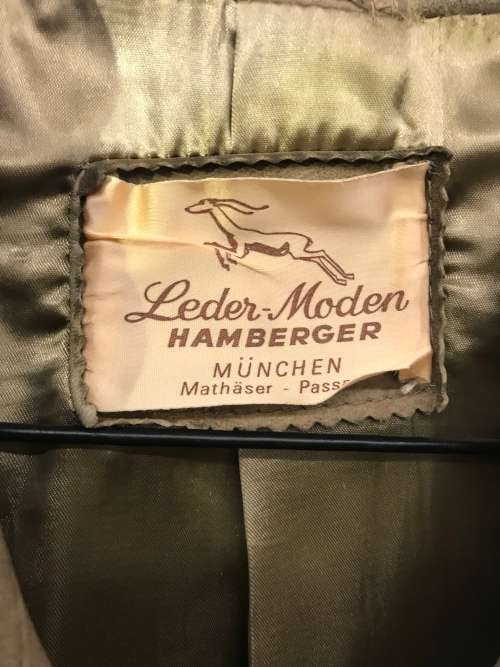 Leder-Moden
HAMBERGER
MÜNCHEN
Mathäser - Pass